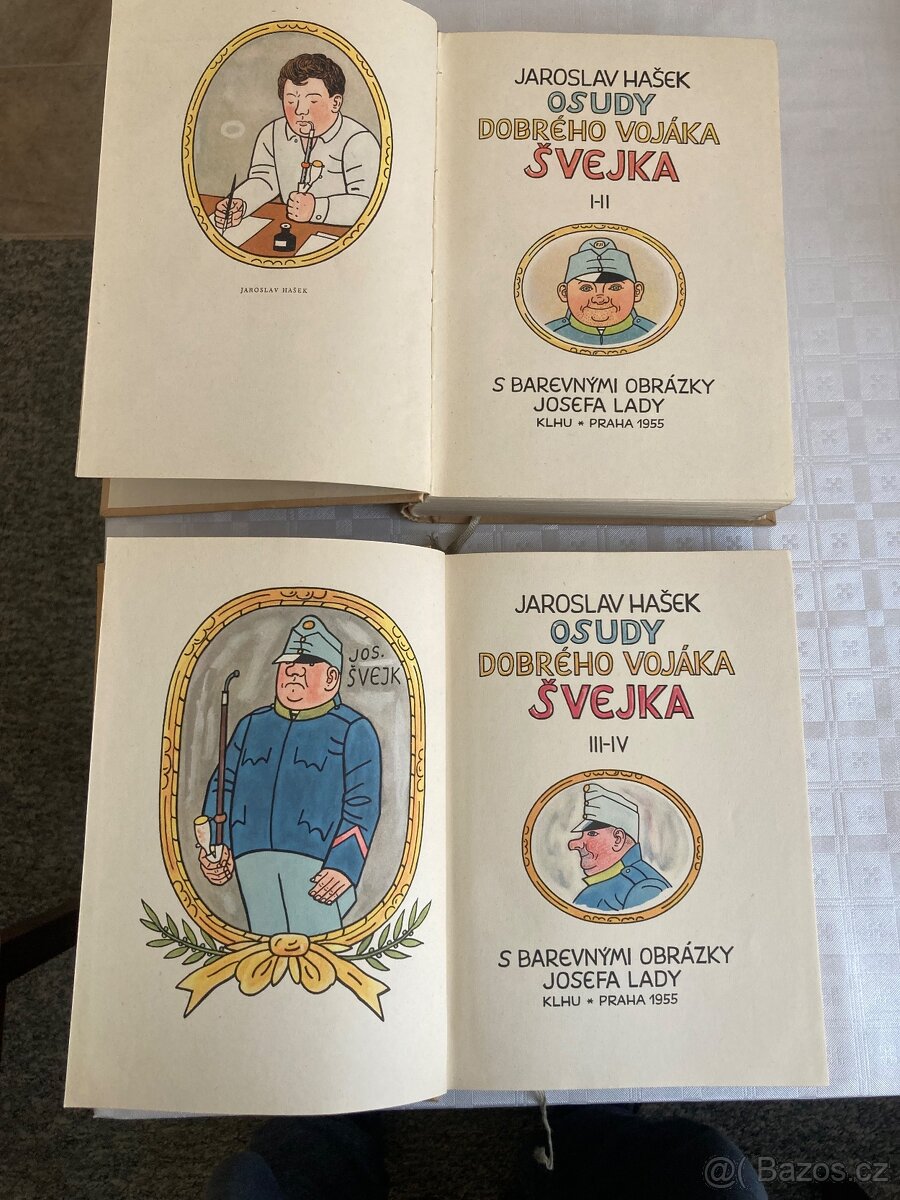 JAROSLAV HAŠEK
JAROSLAV HAŠEK
OSUDY
DOBRÉHO VOJÁKA
ŠVEJKA
I-II
S BAREVNÝMI OBRÁZKY
JOSEFA LADY
KLHU * PRAHA 1955
JOS.
ŠVEJK
JAROSLAV HAŠEK
OSUDY
DOBRÉHO VOJÁKA
ŠVEJKA
III-IV
S BAREVNÝMI OBRÁZKY
JOSEFA LADY
KLHU * PRAHA 1955
@( Bazos.cz